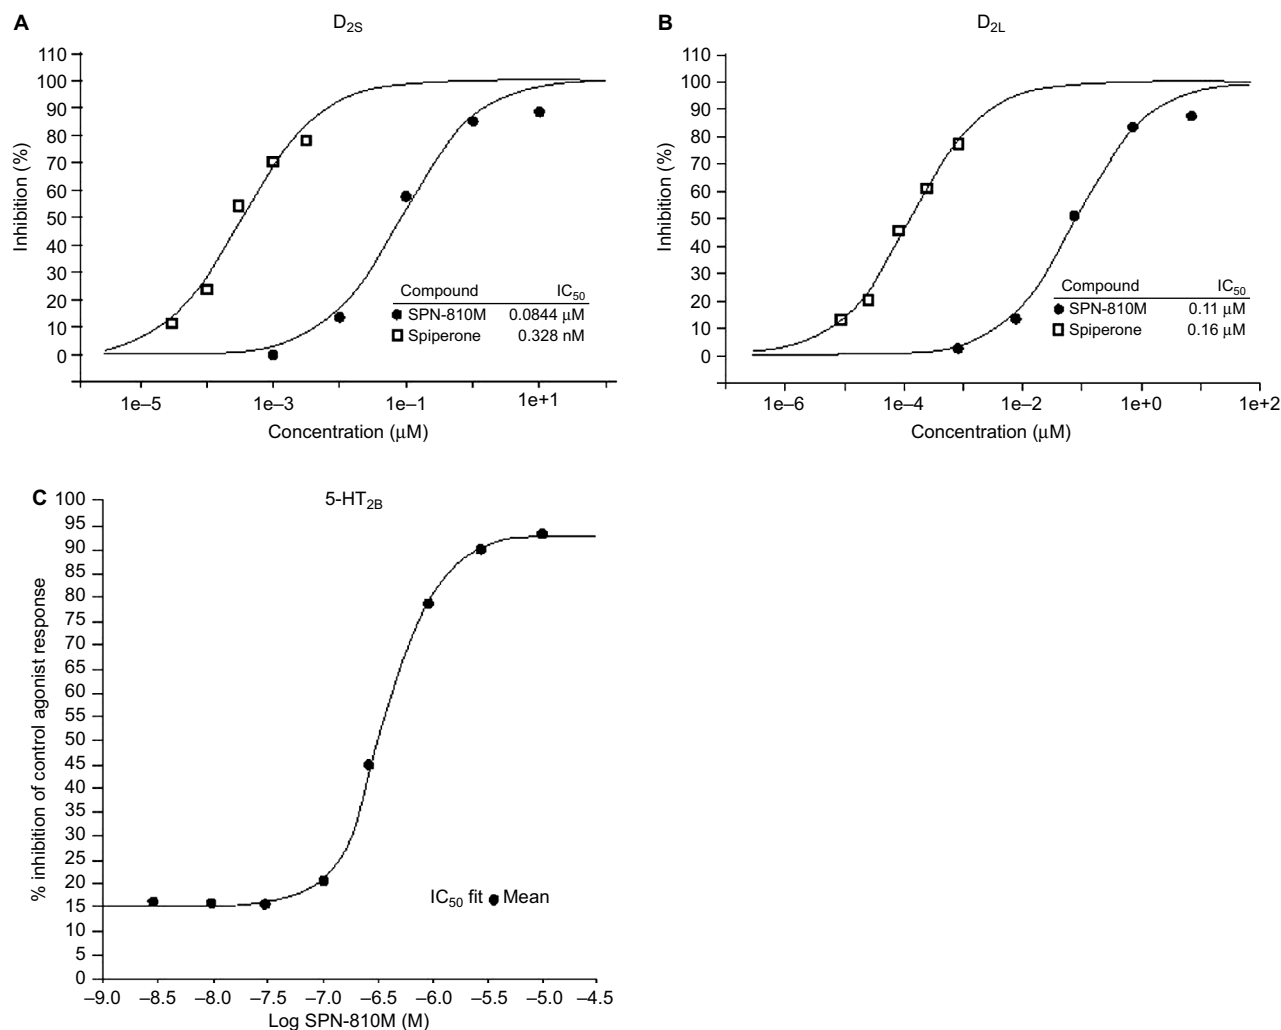 A
D2S
110
100
90
80
70
60
50
40
30
20
10
0
Inhibition (%)
Compound IC50
SPN-810M 0.0844 μM
Spiperone 0.328 nM
1e–5 1e–3 1e–1 1e+1
Concentration (μM)
B
D2L
110
100
90
80
70
60
50
40
30
20
10
0
Inhibition (%)
Compound IC50
SPN-810M 0.11 μM
Spiperone 0.16 μM
1e–6 1e–4 1e–2 1e+0 1e+2
Concentration (μM)
C
5-HT2B
100
95
90
85
80
75
70
65
60
55
50
45
40
35
30
25
20
15
10
5
0
% inhibition of control agonist response
IC50 fit Mean
–9.0 –8.5 –8.0 –7.5 –7.0 –6.5 –6.0 –5.5 –5.0 –4.5
Log SPN-810M (M)